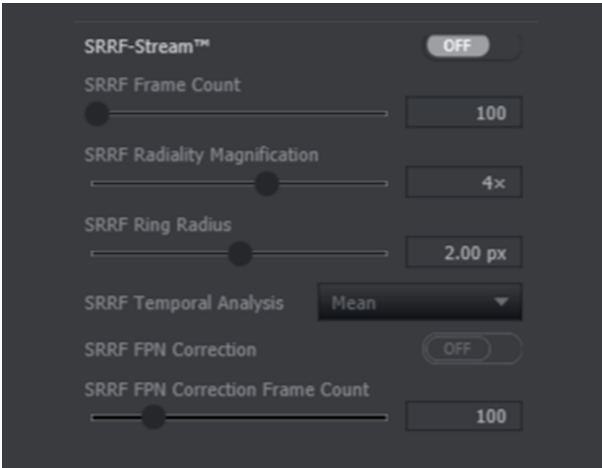 SRRF-Stream™ OFF
SRRF Frame Count
100
SRRF Radiality Magnification
4×
SRRF Ring Radius
2.00 px
SRRF Temporal Analysis Mean
SRRF FPN Correction OFF
SRRF FPN Correction Frame Count
100